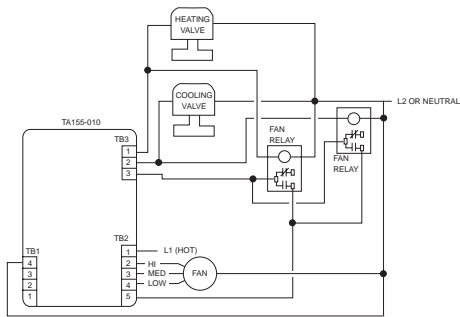 HEATING
VALVE
COOLING
VALVE
L2 OR NEUTRAL
TA155-010
TB3
1
2
3
FAN
RELAY
FAN
RELAY
TB2
1
2
3
4
5
L1 (HOT)
HI
MED
LOW
FAN
TB1
4
3
2
1